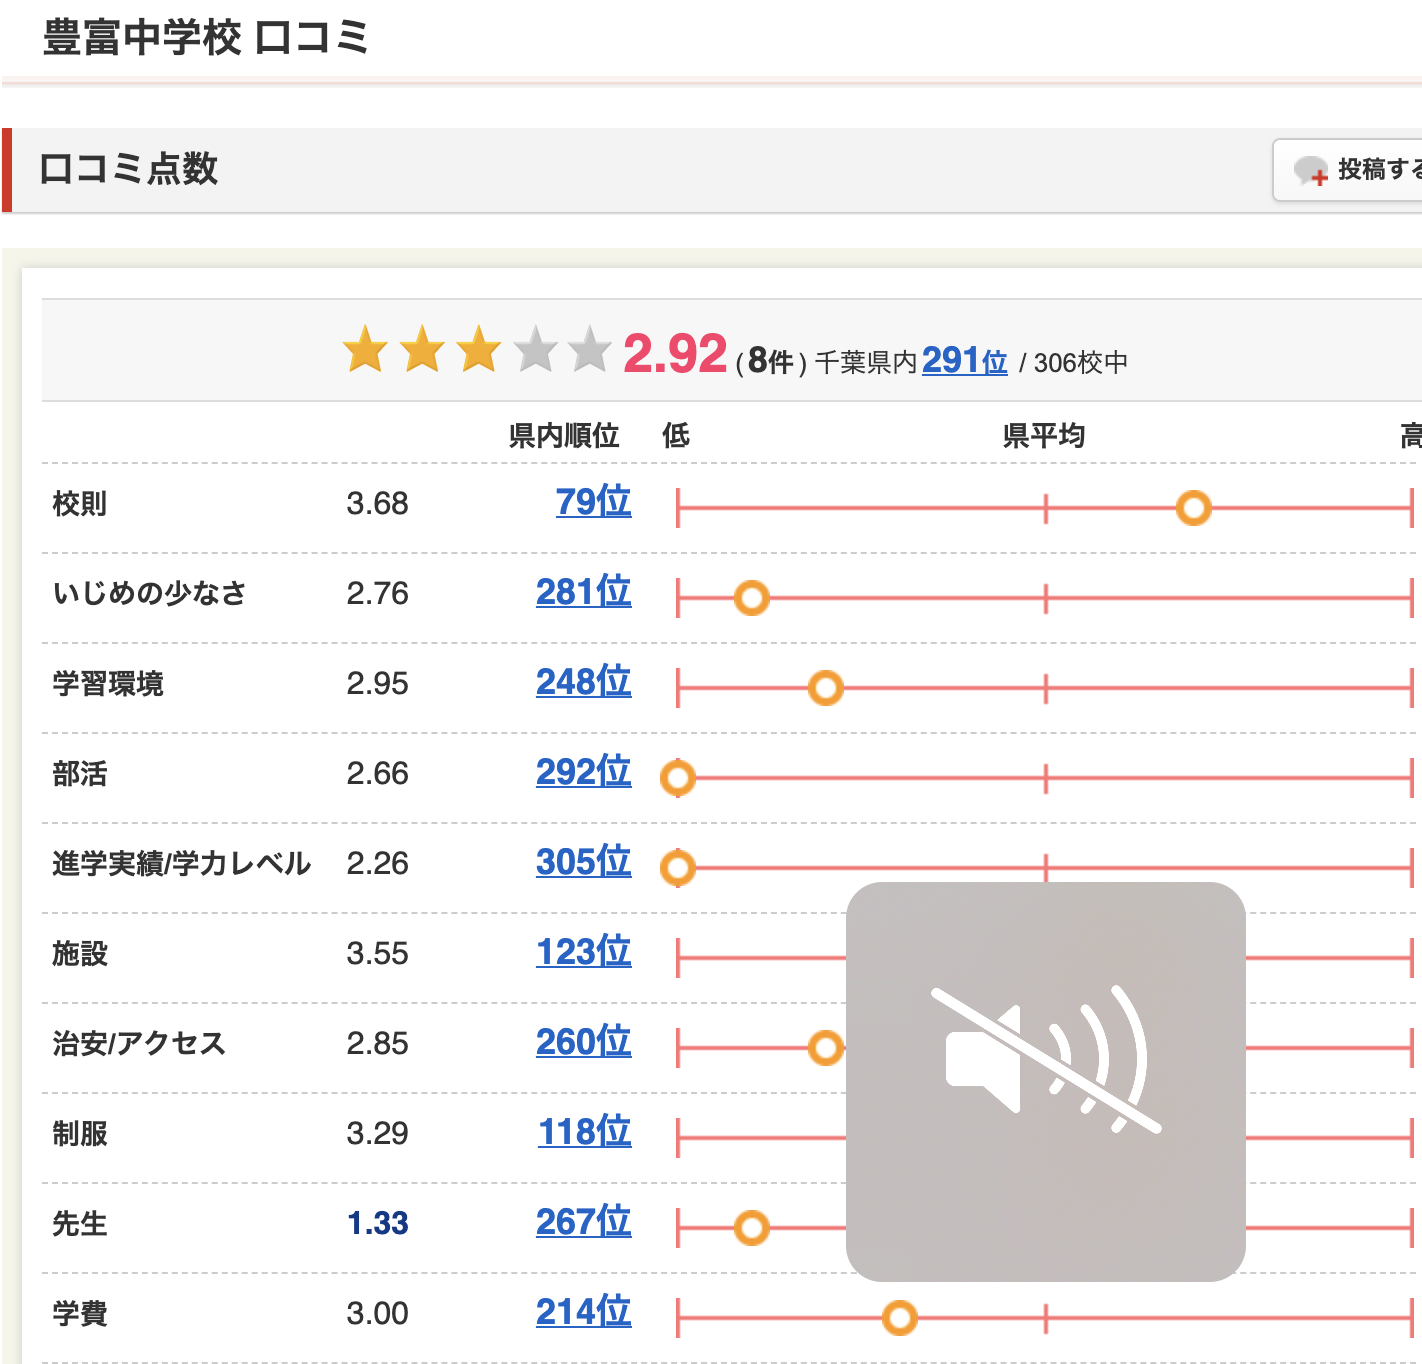 豊富中学校 口コミ
口コミ点数
投稿する
2.92 ( 8件 ) 千葉県内 291位 / 306校中
県内順位 低 県平均 高
校則 3.68 79位
いじめの少なさ 2.76 281位
学習環境 2.95 248位
部活 2.66 292位
進学実績/学力レベル 2.26 305位
施設 3.55 123位
治安/アクセス 2.85 260位
制服 3.29 118位
先生 1.33 267位
学費 3.00 214位